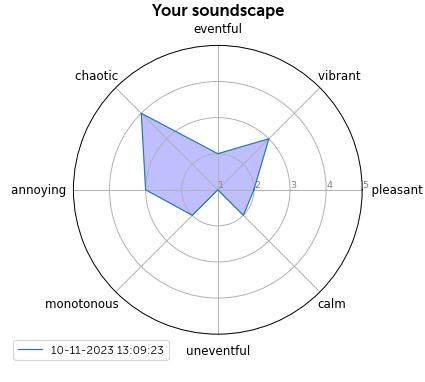 Your soundscape
eventful
chaotic
vibrant
annoying
1 2 3 4 5
pleasant
monotonous
calm
uneventful
10-11-2023 13:09:23